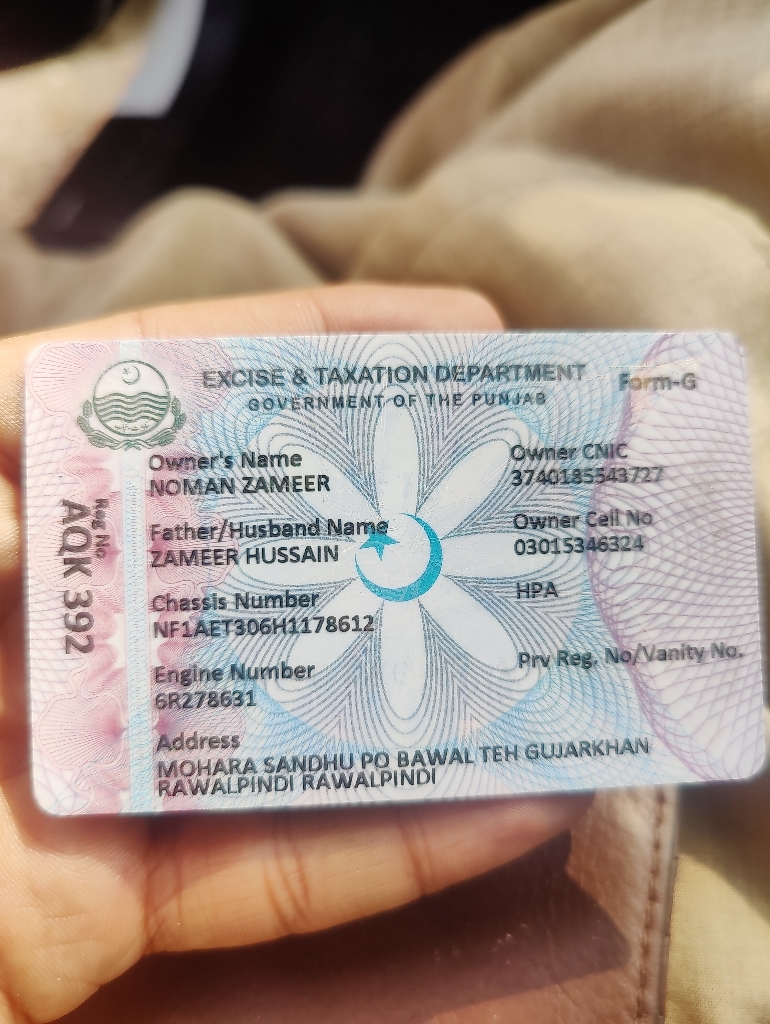 EXCISE & TAXATION DEPARTMENT
GOVERNMENT OF THE PUNJAB
Form-G
Reg No
AQK 392
Owner's Name
NOMAN ZAMEER
Owner CNIC
3740185543727
Father/Husband Name
ZAMEER HUSSAIN
Owner Cell No
03015346324
Chassis Number
NF1AET306H1178612
HPA
Engine Number
6R278631
Prv Reg. No/Vanity No.
Address
MOHARA SANDHU PO BAWAL TEH GUJARKHAN
RAWALPINDI RAWALPINDI